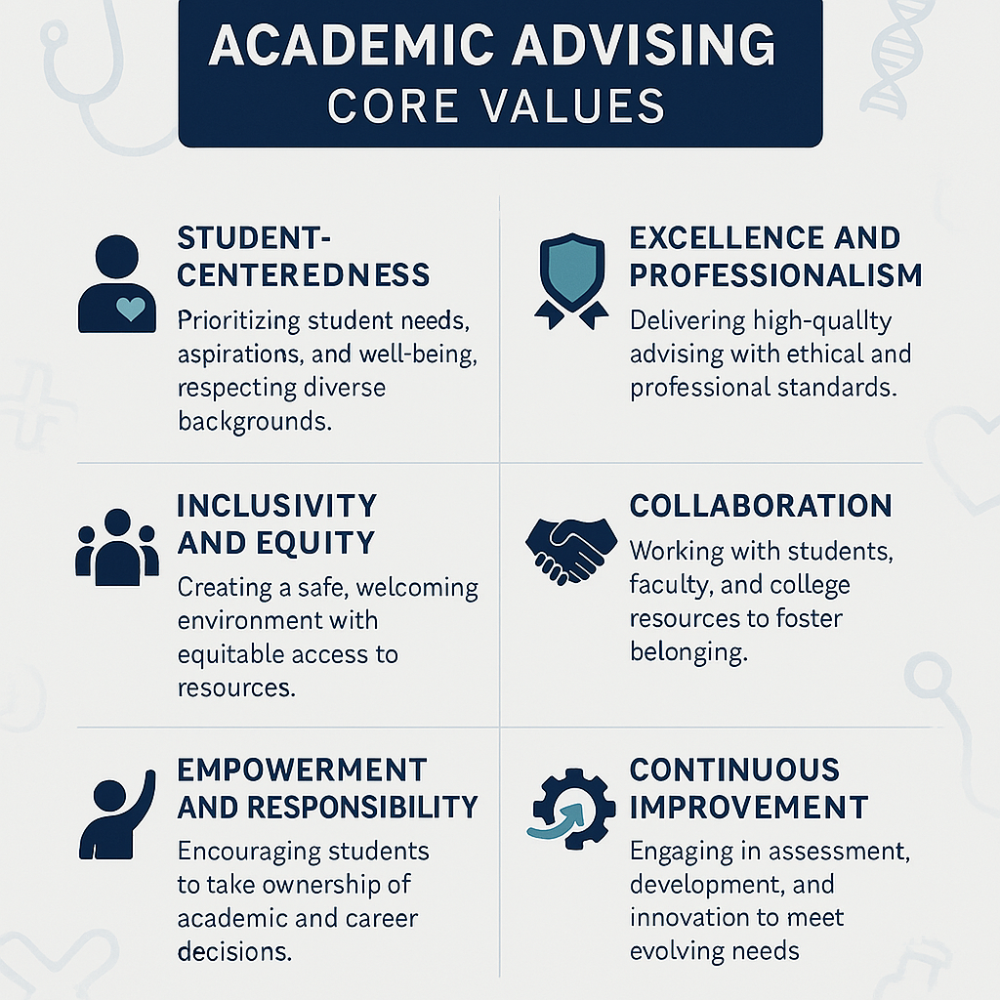 ACADEMIC ADVISING
CORE VALUES
STUDENT-
CENTEREDNESS
Prioritizing student needs,
aspirations, and well-being,
respecting diverse
backgrounds.
EXCELLENCE AND
PROFESSIONALISM
Delivering high-quallty
advising with ethical and
professional standards.
INCLUSIVITY
AND EQUITY
Creating a safe, welcoming
environment with
equitable access to
resources.
COLLABORATION
Working with students,
faculty, and college
resources to foster
belonging.
EMPOWERMENT
AND RESPONSIBILITY
Encouraging students
to take ownership of
academic and career
decisions.
CONTINUOUS
IMPROVEMENT
Engaging in assessment,
development, and
innovation to meet
evolving needs